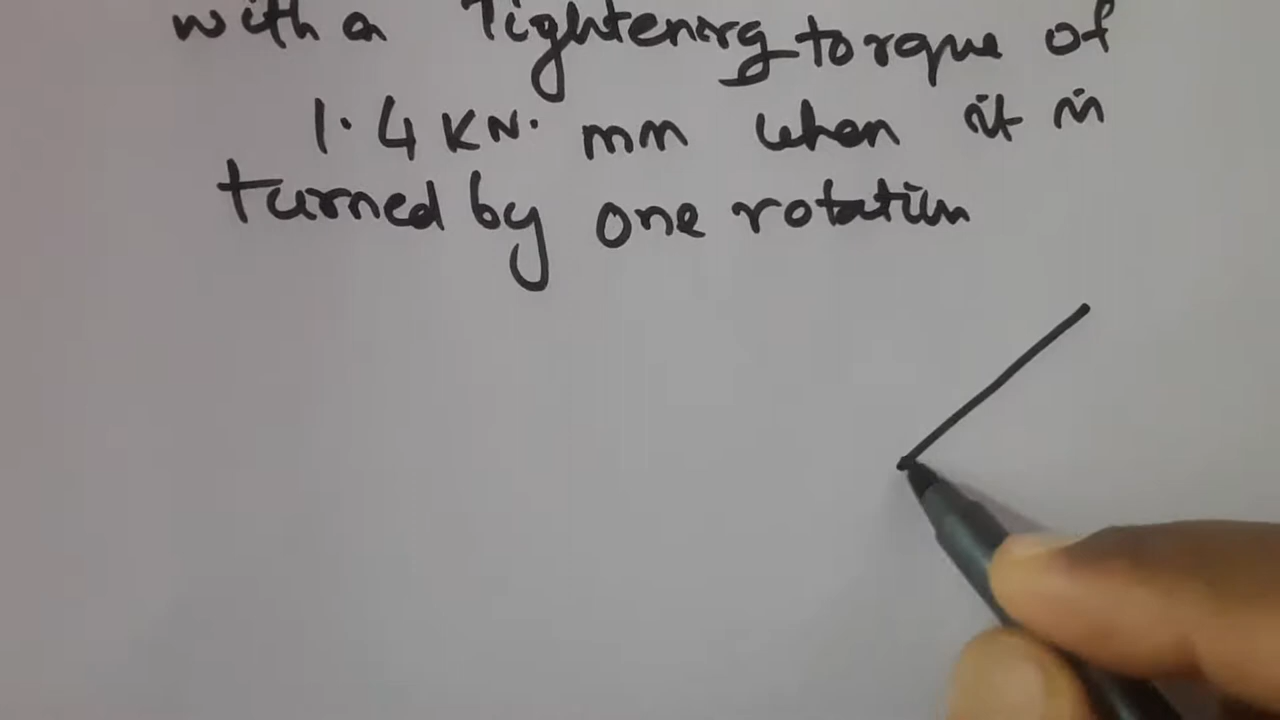 with a Tightening torque of
1.4 KN. mm when it is
turned by one rotation